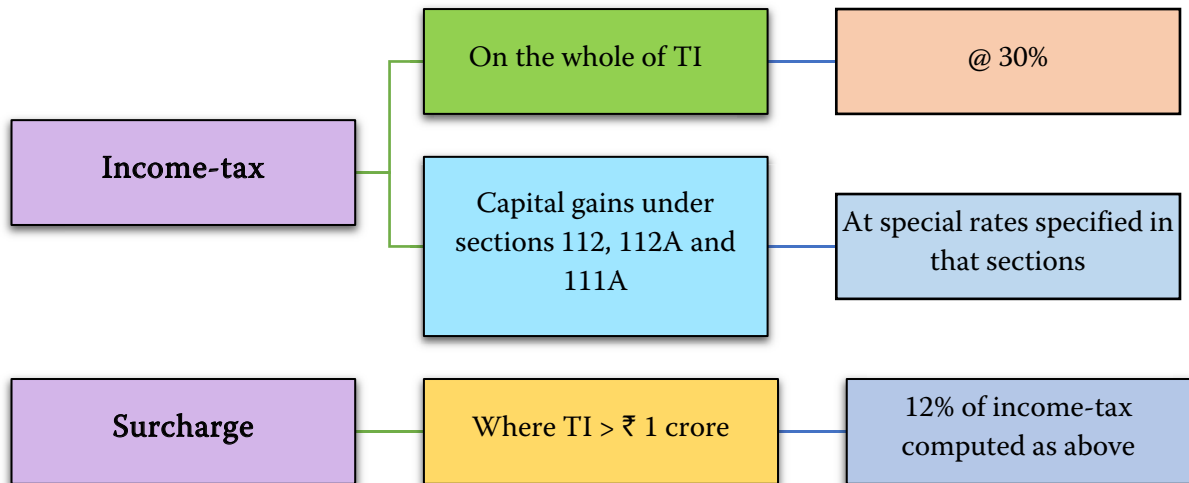 Income-tax
On the whole of TI
@ 30%
Capital gains under
sections 112, 112A and
111A
At special rates specified in
that sections
Surcharge
Where TI > ₹ 1 crore
12% of income-tax
computed as above